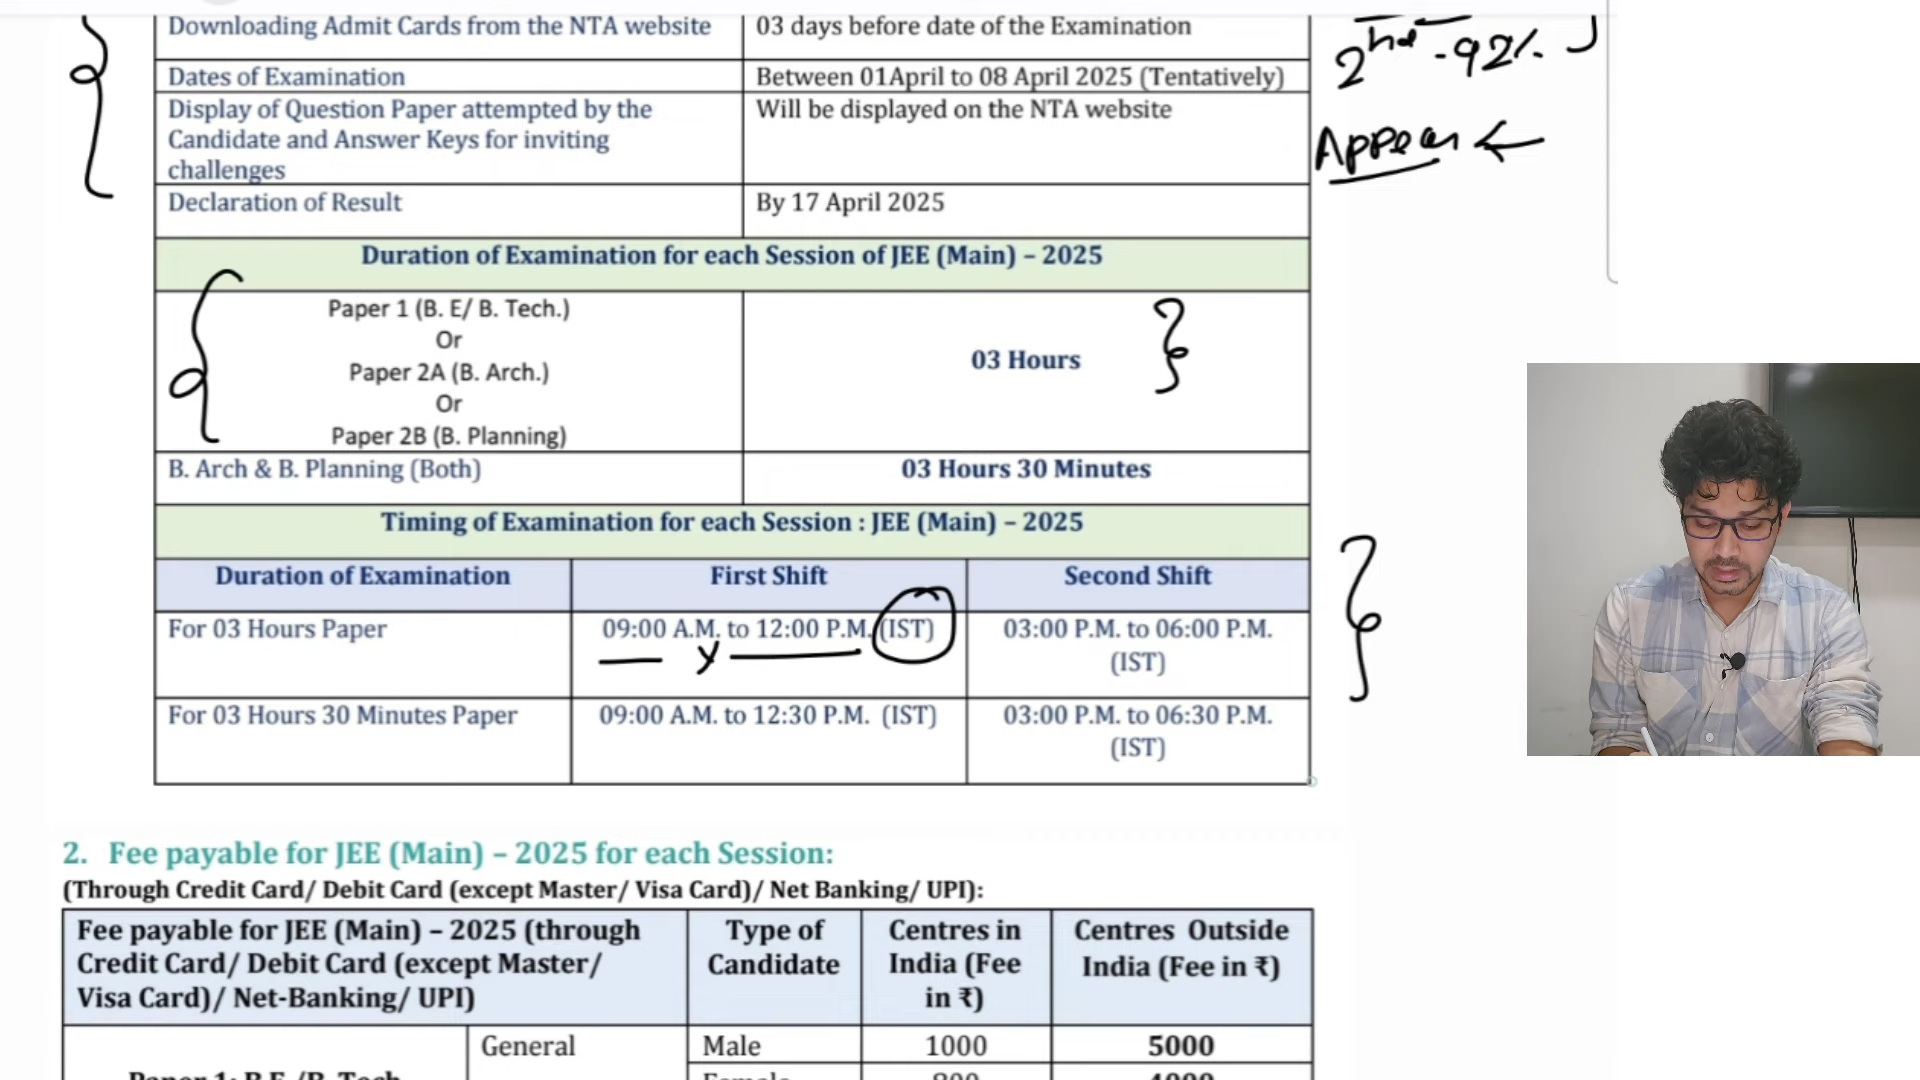 Downloading Admit Cards from the NTA website
03 days before date of the Examination
2nd -92%
Dates of Examination
Between 01April to 08 April 2025 (Tentatively)
Display of Question Paper attempted by the
Candidate and Answer Keys for inviting
challenges
Will be displayed on the NTA website
Appear
Declaration of Result
By 17 April 2025
Duration of Examination for each Session of JEE (Main) – 2025
Paper 1 (B. E/ B. Tech.)
Or
Paper 2A (B. Arch.)
Or
Paper 2B (B. Planning)
03 Hours
B. Arch & B. Planning (Both)
03 Hours 30 Minutes
Timing of Examination for each Session : JEE (Main) – 2025
Duration of Examination
First Shift
Second Shift
For 03 Hours Paper
09:00 A.M. to 12:00 P.M. (IST)
03:00 P.M. to 06:00 P.M.
(IST)
For 03 Hours 30 Minutes Paper
09:00 A.M. to 12:30 P.M. (IST)
03:00 P.M. to 06:30 P.M.
(IST)
2. Fee payable for JEE (Main) – 2025 for each Session:
(Through Credit Card/ Debit Card (except Master/ Visa Card)/ Net Banking/ UPI):
Fee payable for JEE (Main) – 2025 (through
Credit Card/ Debit Card (except Master/
Visa Card)/ Net-Banking/ UPI)
Type of
Candidate
Centres in
India (Fee
in ₹)
Centres Outside
India (Fee in ₹)
General
Male
1000
5000
Paper 1: B.E./B. Tech
Female
800
4000